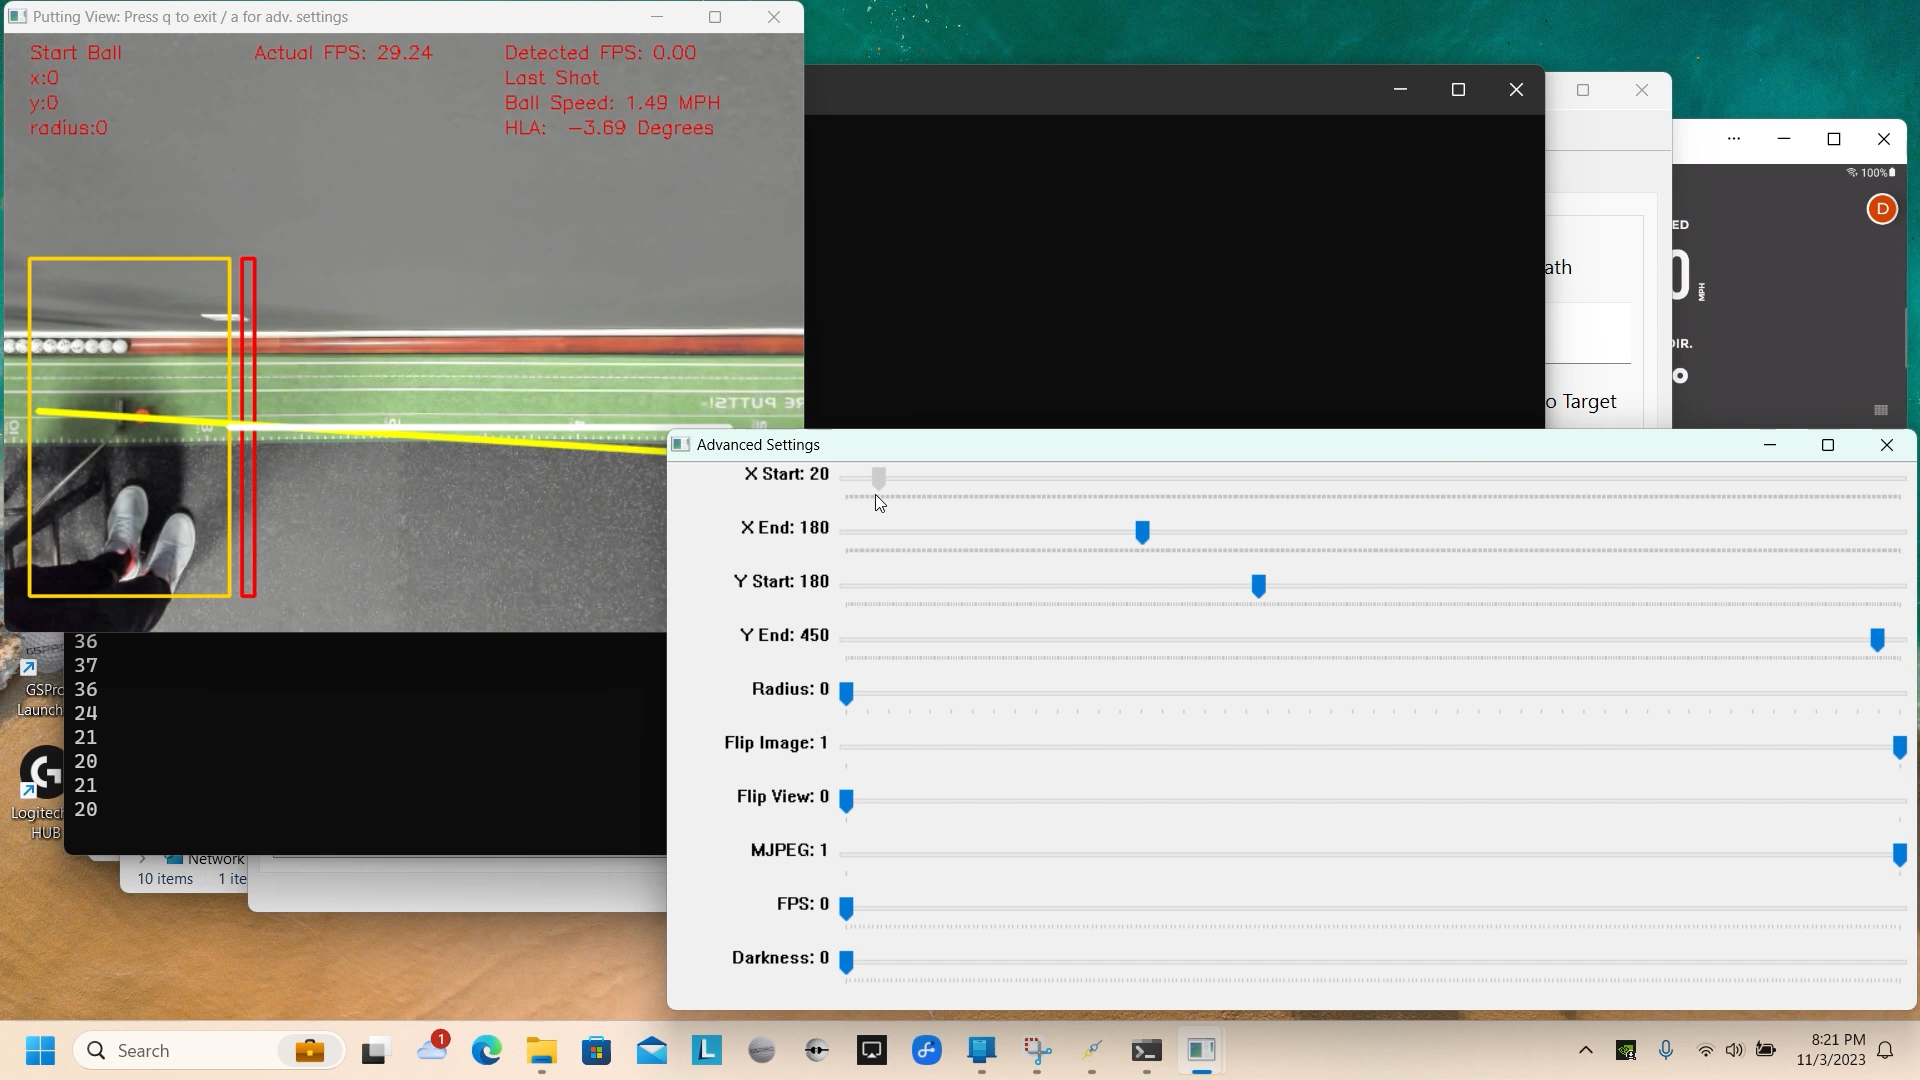 Putting View: Press q to exit / a for adv. settings
Start Ball
x:0
y:0
radius:0
Actual FPS: 29.24
Detected FPS: 0.00
Last Shot
Ball Speed: 1.49 MPH
HLA: -3.69 Degrees
100%
D
ED
MPH
DIR.
ath
o Target
Advanced Settings
X Start: 20
X End: 180
Y Start: 180
Y End: 450
Radius: 0
Flip Image: 1
Flip View: 0
MJPEG: 1
FPS: 0
Darkness: 0
36
37
36
24
21
20
21
20
GSPro
Launch
Logitech
HUB
Network
10 items 1 ite
Search
1
L
8:21 PM
11/3/2023